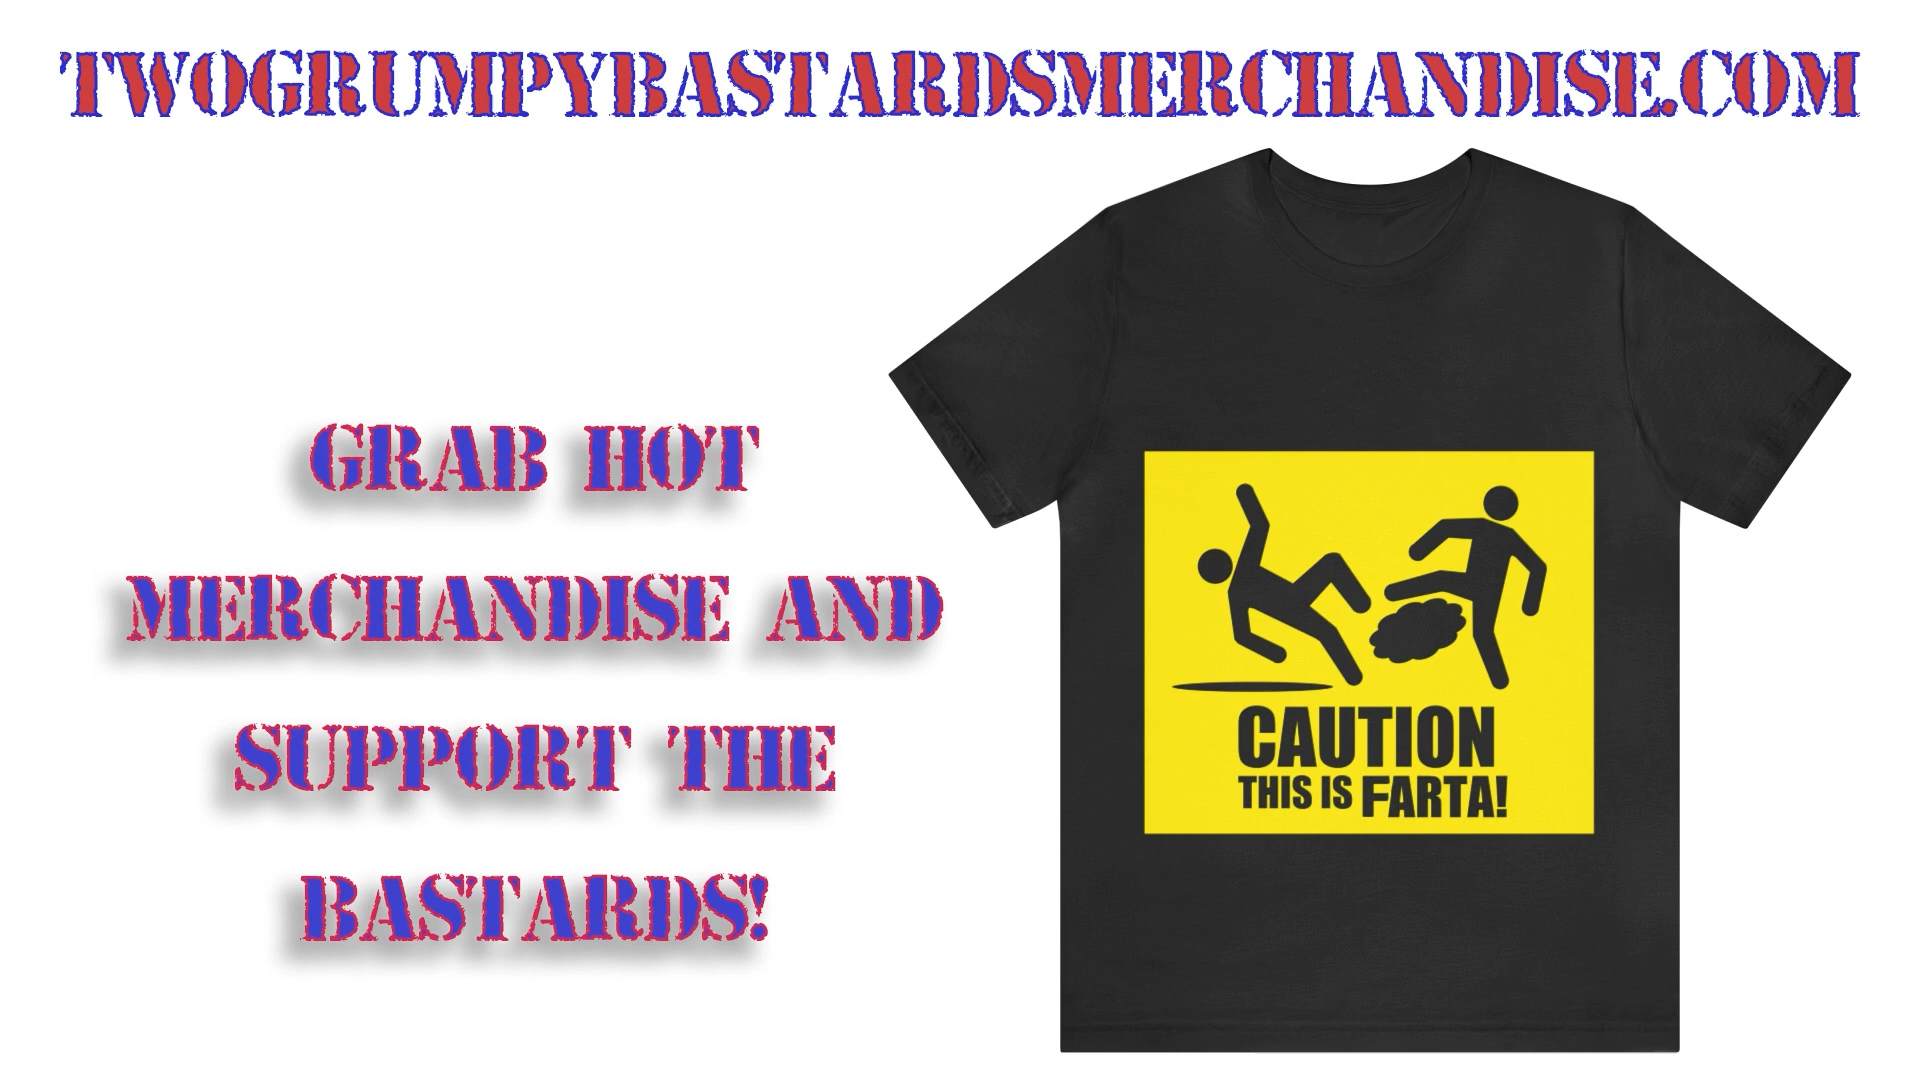 TWOGRUMPYBASTARDSMERCHANDISE.COM
GRAB HOT
MERCHANDISE AND
SUPPORT THE
BASTARDS!
CAUTION
THIS IS FARTA!